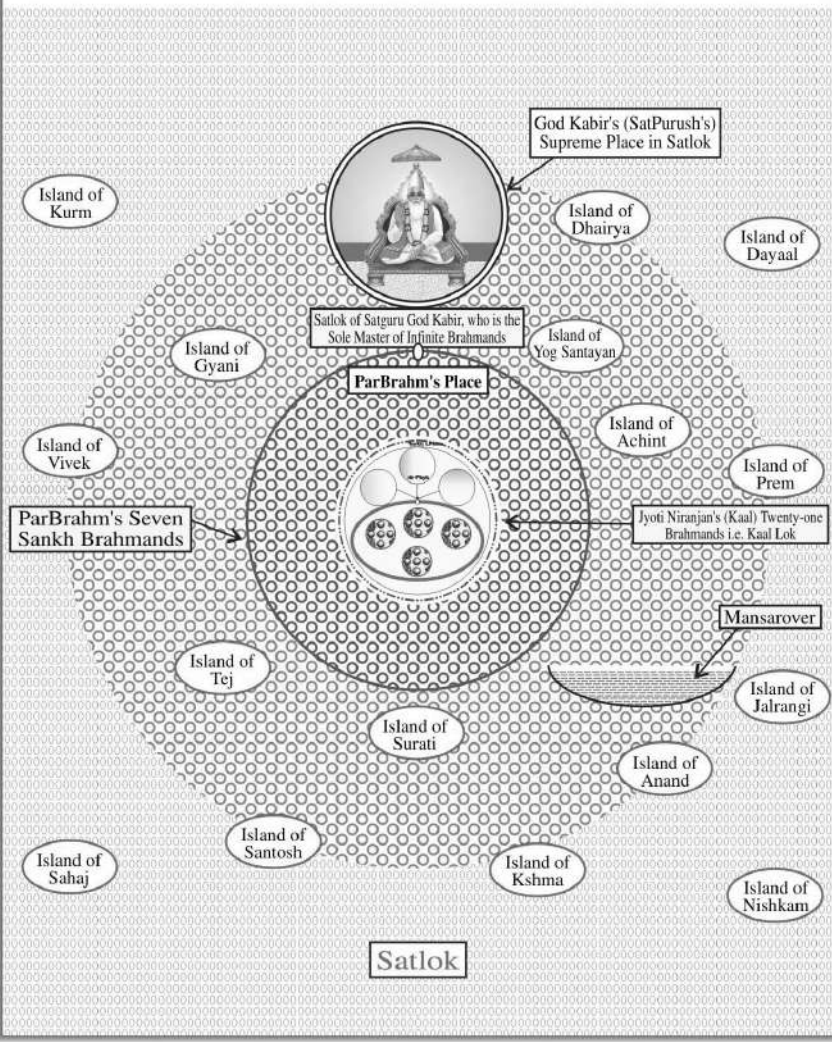 God Kabir's (SatPurush's)
Supreme Place in Satlok
Island of
Kurm
Island of
Dhairya
Island of
Dayaal
Satlok of Satguru God Kabir, who is the
Sole Master of Infinite Brahmands
Island of
Gyani
Island of
Yog Santayan
ParBrahm's Place
Island of
Achint
Island of
Vivek
Island of
Prem
ParBrahm's Seven
Sankh Brahmands
Jyoti Niranjan's (Kaal) Twenty-one
Brahmands i.e. Kaal Lok
Mansarover
Island of
Tej
Island of
Jalrangi
Island of
Surati
Island of
Anand
Island of
Santosh
Island of
Sahaj
Island of
Kshma
Island of
Nishkam
Satlok